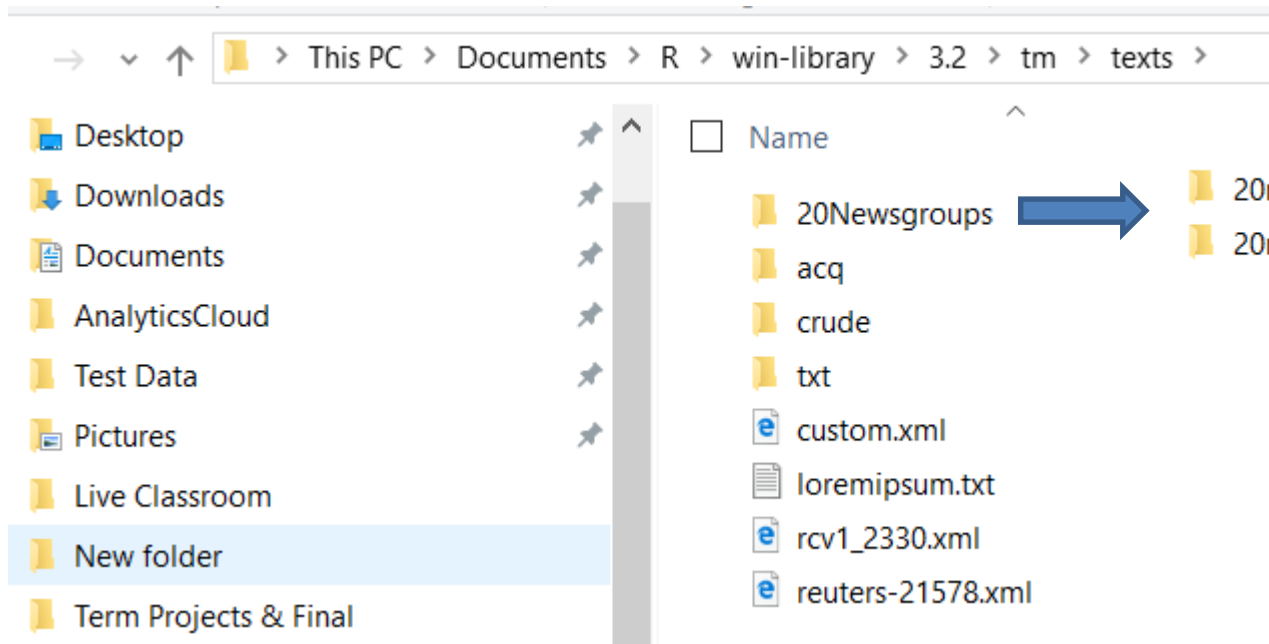 This PC > Documents > R > win-library > 3.2 > tm > texts >
Desktop
Downloads
Documents
AnalyticsCloud
Test Data
Pictures
Live Classroom
New folder
Term Projects & Final
Name
20Newsgroups
acq
crude
txt
custom.xml
loremipsum.txt
rcv1_2330.xml
reuters-21578.xml